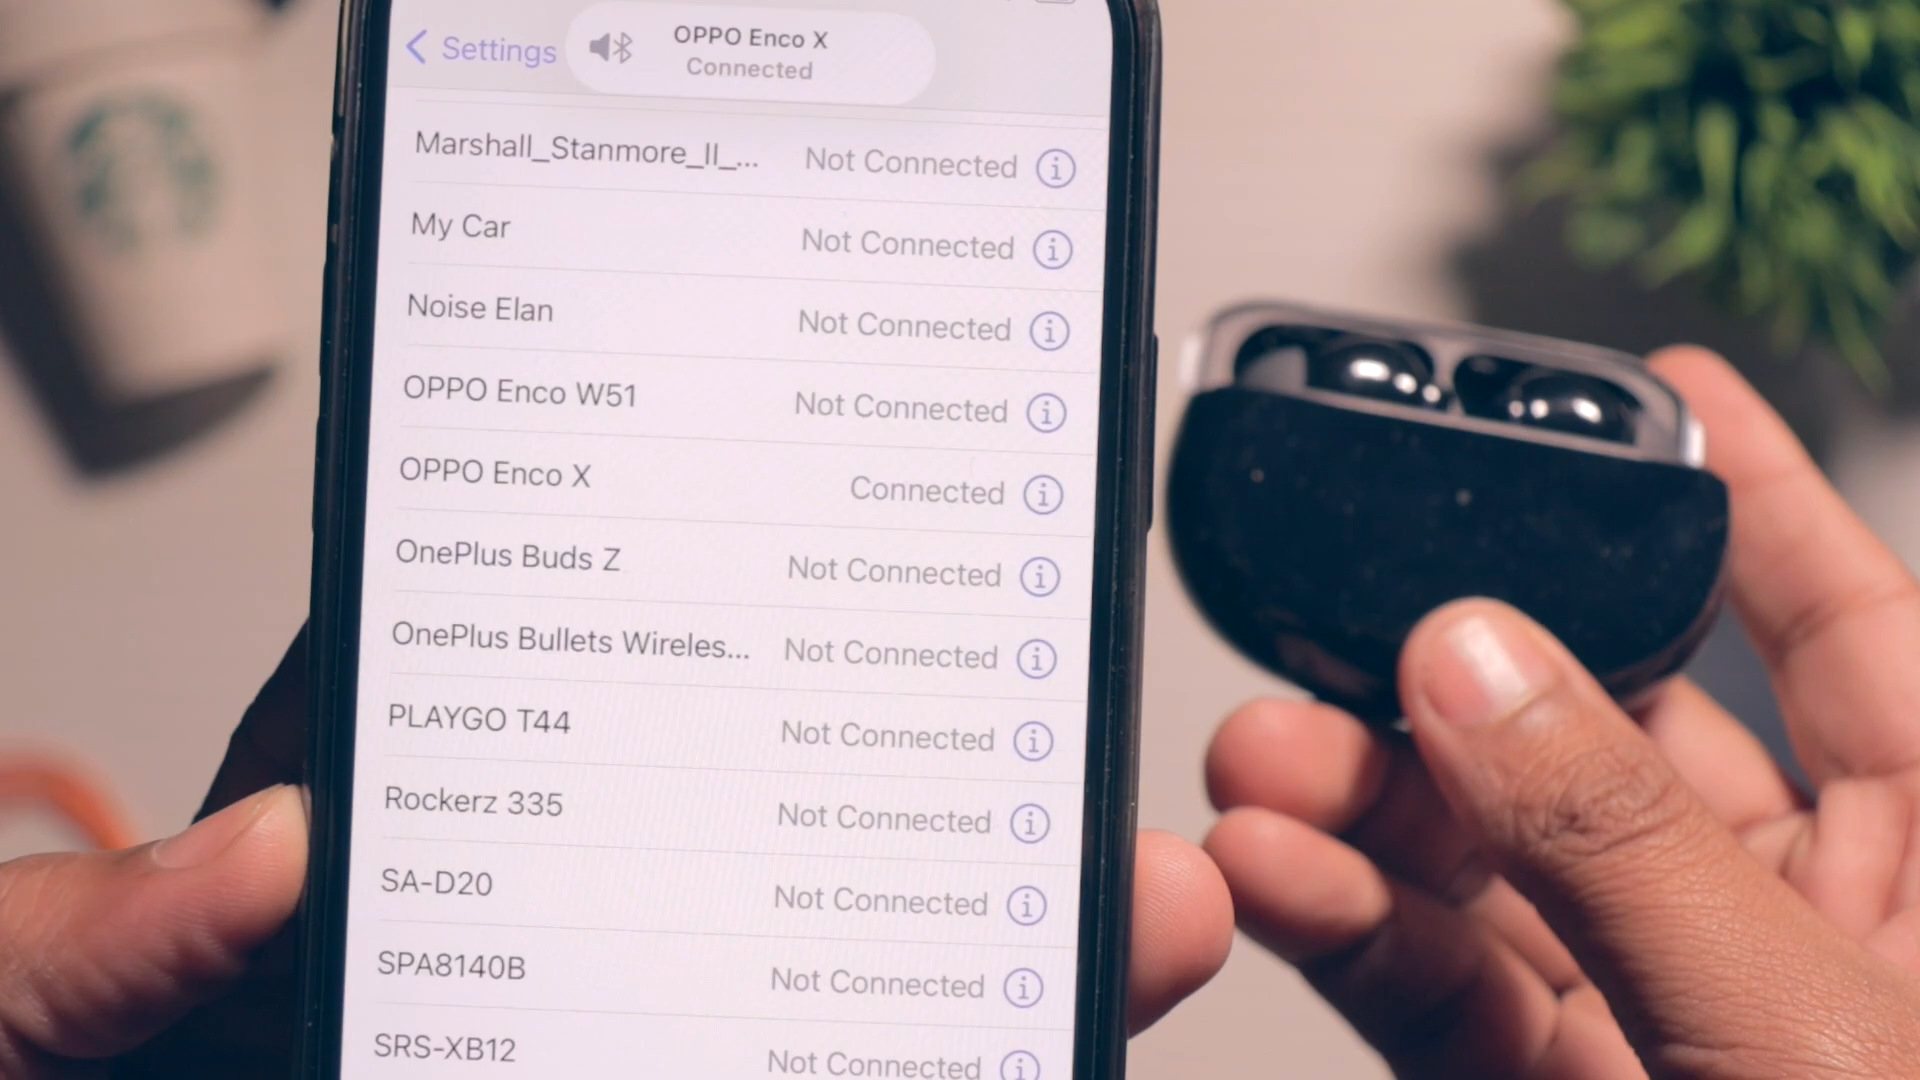 Settings
OPPO Enco X
Connected
Marshall_Stanmore_II_... Not Connected
My Car Not Connected
Noise Elan Not Connected
OPPO Enco W51 Not Connected
OPPO Enco X Connected
OnePlus Buds Z Not Connected
OnePlus Bullets Wireles... Not Connected
PLAYGO T44 Not Connected
Rockerz 335 Not Connected
SA-D20 Not Connected
SPA8140B Not Connected
SRS-XB12 Not Connected